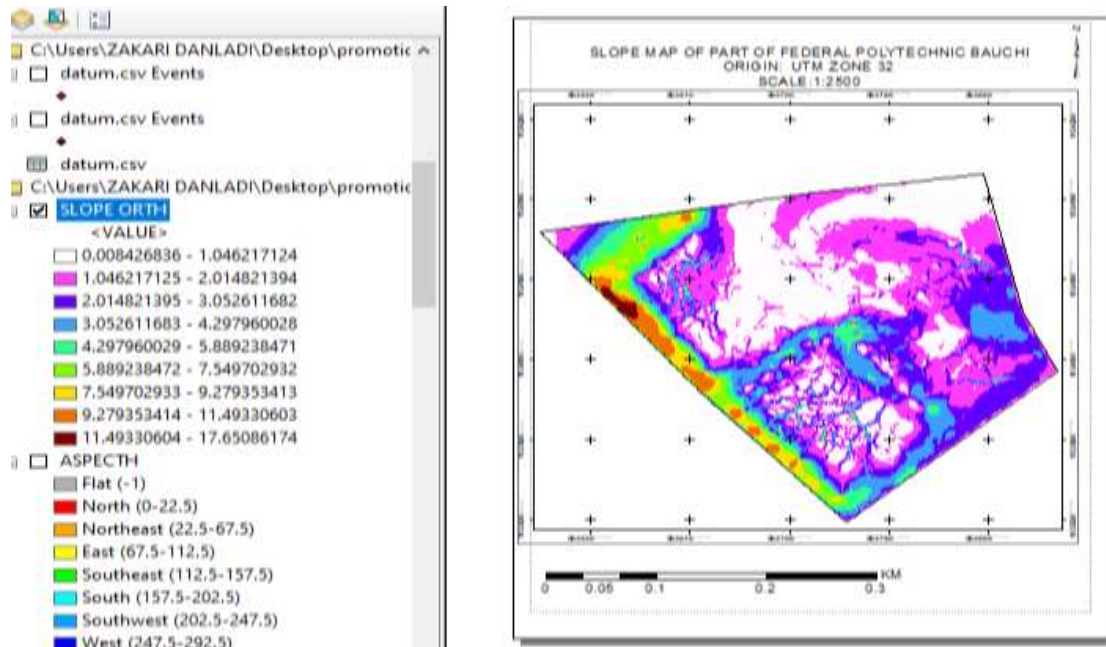 C:\Users\ZAKARI DANLADI\Desktop\promotic
datum.csv Events
datum.csv Events
datum.csv
C:\Users\ZAKARI DANLADI\Desktop\promotic
SLOPE ORTH
<VALUE>
0.008426836 - 1.046217124
1.046217125 - 2.014821394
2.014821395 - 3.052611682
3.052611683 - 4.297960028
4.297960029 - 5.889238471
5.889238472 - 7.549702932
7.549702933 - 9.279353413
9.279353414 - 11.49330603
11.49330604 - 17.65086174
ASPECTH
Flat (-1)
North (0-22.5)
Northeast (22.5-67.5)
East (67.5-112.5)
Southeast (112.5-157.5)
South (157.5-202.5)
Southwest (202.5-247.5)
West (247.5-292.5)
SLOPE MAP OF PART OF FEDERAL POLYTECHNIC BAUCHI
ORIGIN: UTM ZONE 32
SCALE 1:2500
KM
0 0.05 0.1 0.2 0.3